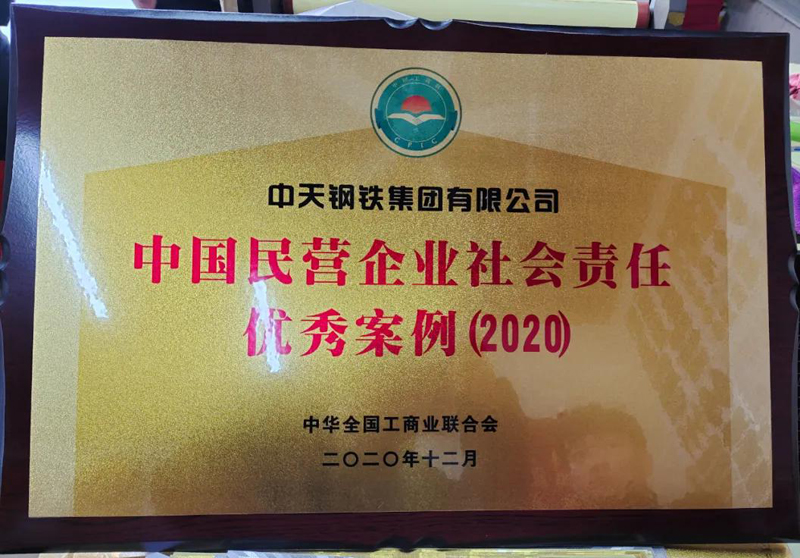 CFIC
中天钢铁集团有限公司
中国民营企业社会责任
优秀案例(2020)
中华全国工商业联合会
二〇二〇年十二月